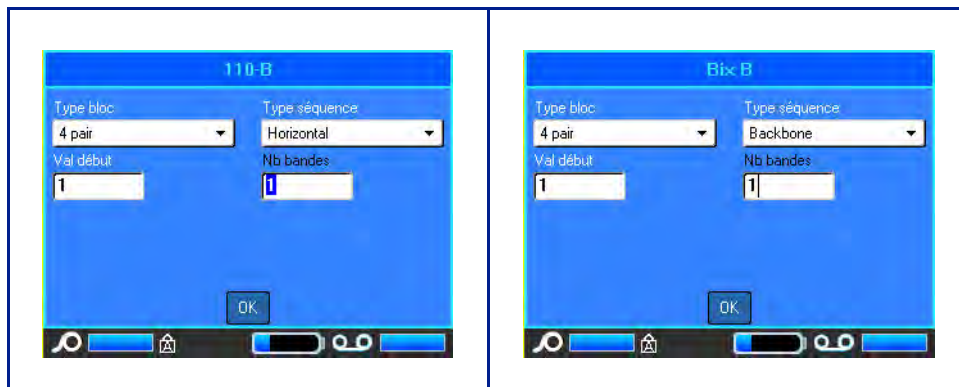 110-B
Type bloc Type séquence
4 pair Horizontal
Val début Nb bandes
1 1
OK
A
Bix B
Type bloc Type séquence
4 pair Backbone
Val début Nb bandes
1 1
OK
A